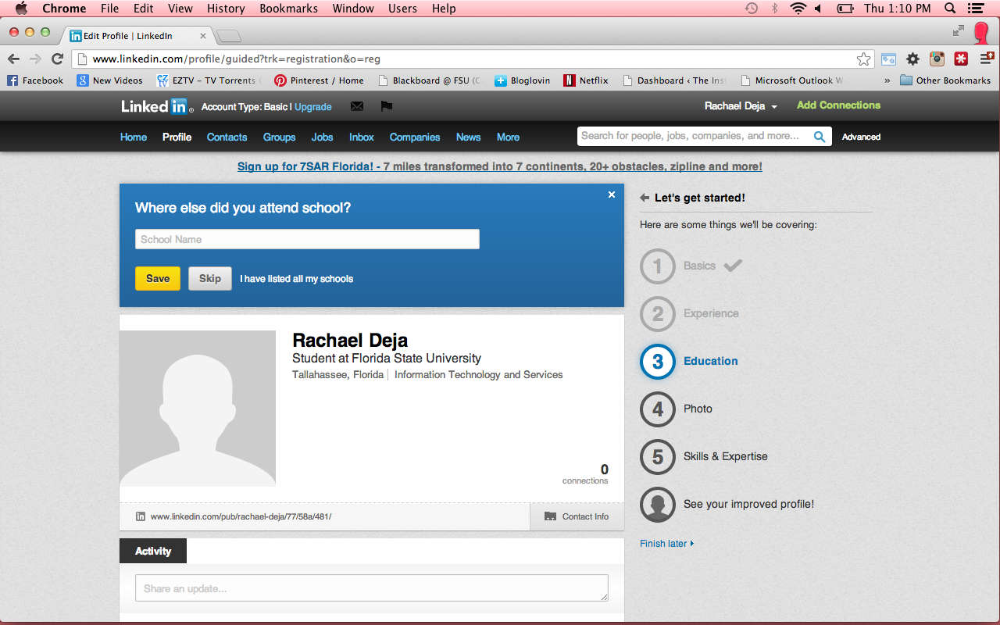 Chrome File Edit View History Bookmarks Window Users Help Thu 1:10 PM
Edit Profile | LinkedIn
www.linkedin.com/profile/guided?trk=registration&o=reg
Facebook New Videos EZTV - TV Torrents Pinterest / Home Blackboard @ FSU (C Bloglovin Netflix Dashboard ‹ The Inst Microsoft Outlook W » Other Bookmarks
Linked in Account Type: Basic | Upgrade Rachael Deja Add Connections
Home Profile Contacts Groups Jobs Inbox Companies News More Search for people, jobs, companies, and more... Advanced
Sign up for 7SAR Florida! - 7 miles transformed into 7 continents, 20+ obstacles, zipline and more!
Where else did you attend school?
School Name
Save Skip I have listed all my schools
Rachael Deja
Student at Florida State University
Tallahassee, Florida | Information Technology and Services
0
connections
www.linkedin.com/pub/rachael-deja/77/58a/481/ Contact Info
Activity
Share an update...
Let's get started!
Here are some things we'll be covering:
1 Basics
2 Experience
3 Education
4 Photo
5 Skills & Expertise
See your improved profile!
Finish later